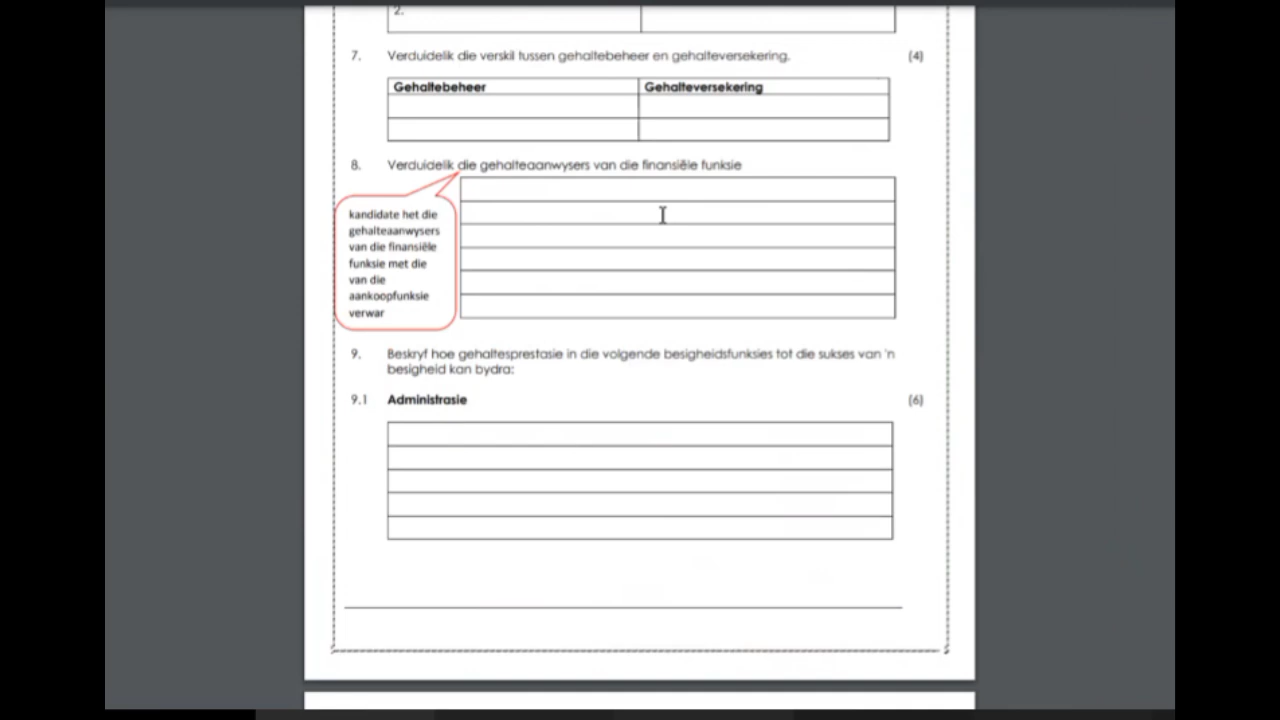 2.
7. Verduidelik die verskil tussen gehaltebeheer en gehalteversekering. (4)
Gehaltebeheer Gehalteversekering
8. Verduidelik die gehalteaanwysers van die finansiële funksie
kandidate het die
gehalteaanwysers
van die finansiële
funksie met die
van die
aankoopfunksie
verwar
9. Beskryf hoe gehaltesprestasie in die volgende besigheidsfunksies tot die sukses van 'n
besigheid kan bydra:
9.1 Administrasie (6)